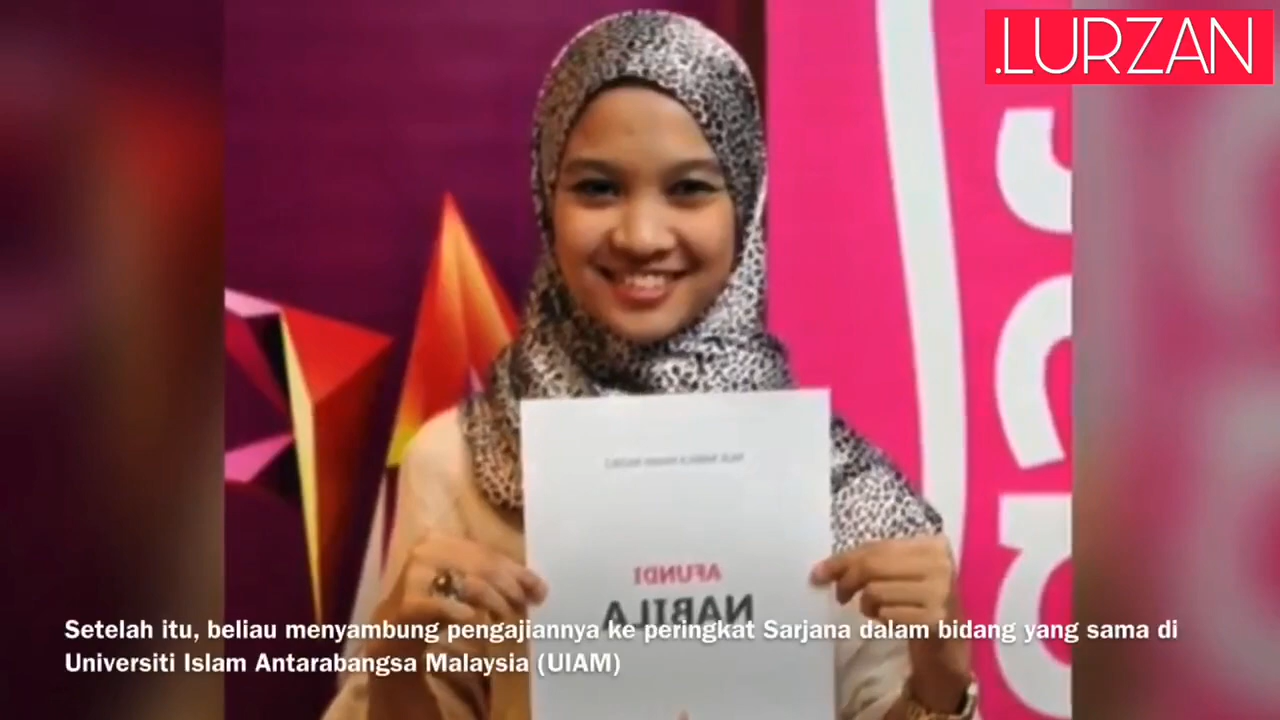 .LURZAN
AFUNDI
NABILA
Setelah itu, beliau menyambung pengajiannya ke peringkat Sarjana dalam bidang yang sama di
Universiti Islam Antarabangsa Malaysia (UIAM)